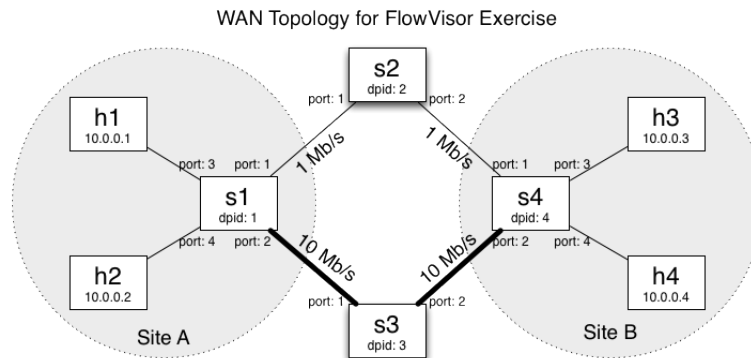 WAN Topology for FlowVisor Exercise
s2
dpid: 2
port: 1
port: 2
h1
10.0.0.1
h3
10.0.0.3
1 Mb/s
1 Mb/s
port: 3
port: 1
port: 1
port: 3
s1
dpid: 1
s4
dpid: 4
port: 4
port: 2
port: 2
port: 4
10 Mb/s
10 Mb/s
h2
10.0.0.2
h4
10.0.0.4
port: 1
port: 2
s3
dpid: 3
Site A
Site B